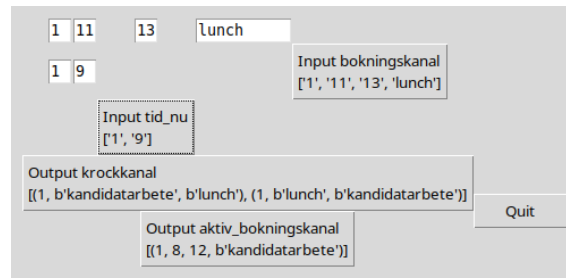 1 11 13 lunch
1 9
Input bokningskanal
['1', '11', '13', 'lunch']
Input tid_nu
['1', '9']
Output krockkanal
[(1, b'kandidatarbete', b'lunch'), (1, b'lunch', b'kandidatarbete')]
Quit
Output aktiv_bokningskanal
[(1, 8, 12, b'kandidatarbete')]